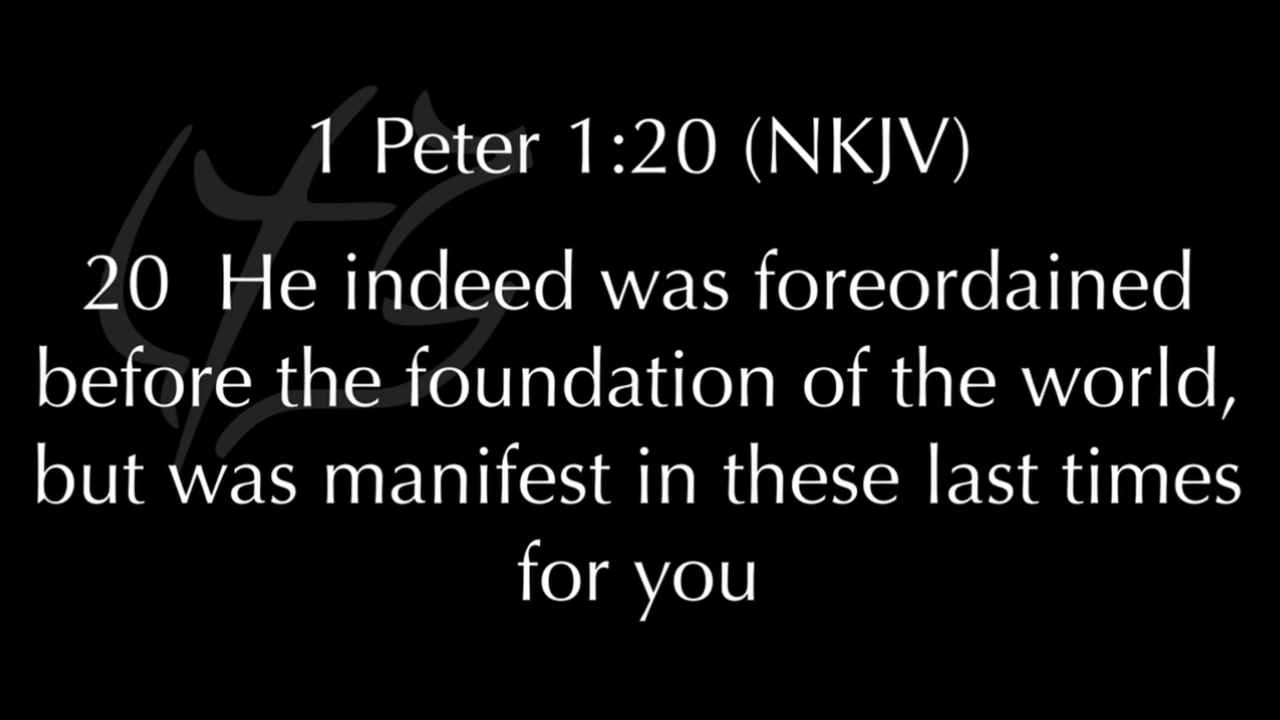 1 Peter 1:20 (NKJV)
20 He indeed was foreordained
before the foundation of the world,
but was manifest in these last times
for you